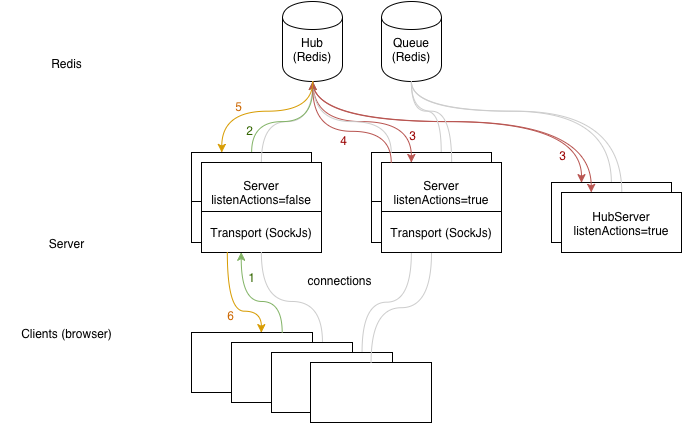 Hub
(Redis)
Queue
(Redis)
Redis
5
2
4
3
3
Server
listenActions=false
Transport (SockJs)
Server
listenActions=true
Transport (SockJs)
HubServer
listenActions=true
Server
1
connections
6
Clients (browser)